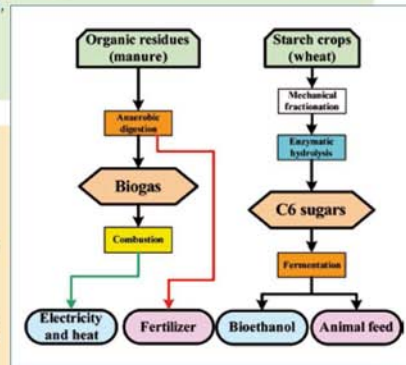 Organic residues
(manure)
Anaerobic
digestion
Biogas
Combustion
Electricity
and heat
Fertilizer
Starch crops
(wheat)
Mechanical
fractionation
Enzymatic
hydrolysis
C6 sugars
Fermentation
Bioethanol
Animal feed